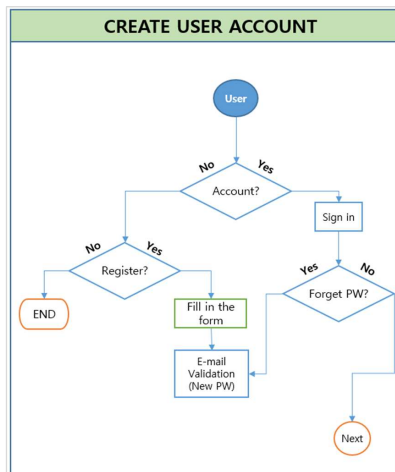 CREATE USER ACCOUNT
User
No
Yes
Account?
Sign in
No
Yes
Register?
Yes
No
Forget PW?
END
Fill in the
form
E-mail
Validation
(New PW)
Next